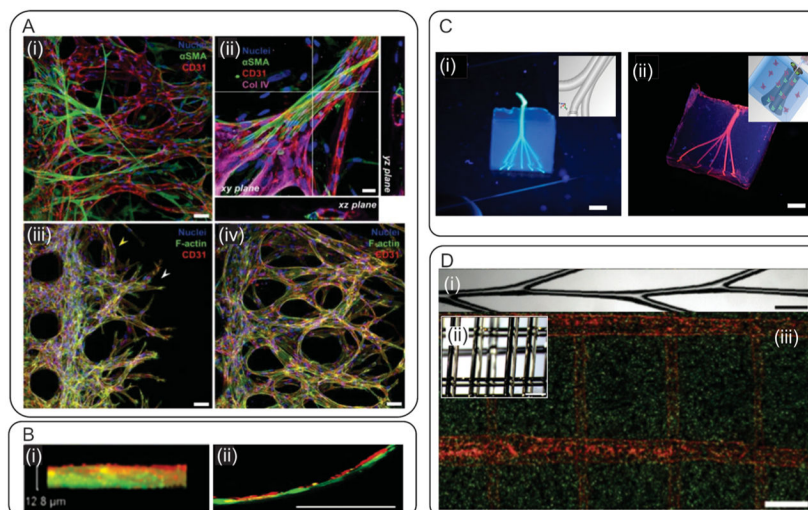 A
(i)
Nuclei
αSMA
CD31
(ii)
Nuclei
αSMA
CD31
Col IV
xy plane
yz plane
xz plane
(iii)
Nuclei
F-actin
CD31
(iv)
Nuclei
F-actin
CD31
B
(i)
12.8 μm
(ii)
C
(i)
(ii)
D
(i)
(ii)
(iii)